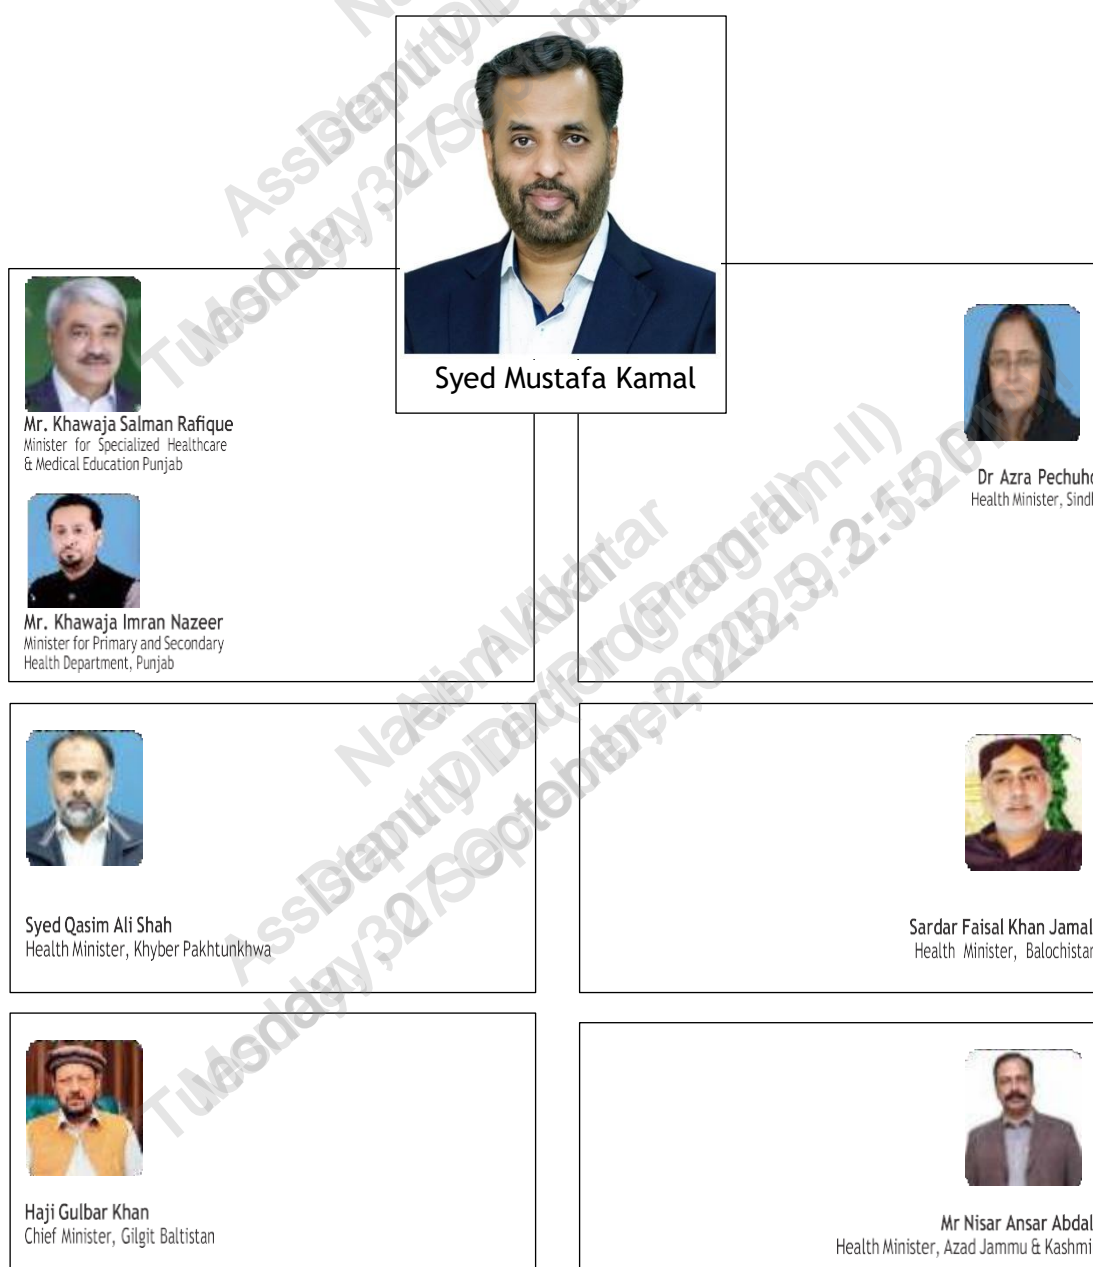 Syed Mustafa Kamal
Mr. Khawaja Salman Rafique
Minister for Specialized Healthcare
& Medical Education Punjab
Mr. Khawaja Imran Nazeer
Minister for Primary and Secondary
Health Department, Punjab
Dr Azra Pechuho
Health Minister, Sindh
Syed Qasim Ali Shah
Health Minister, Khyber Pakhtunkhwa
Sardar Faisal Khan Jamal
Health Minister, Balochistan
Haji Gulbar Khan
Chief Minister, Gilgit Baltistan
Mr Nisar Ansar Abdal
Health Minister, Azad Jammu & Kashmi